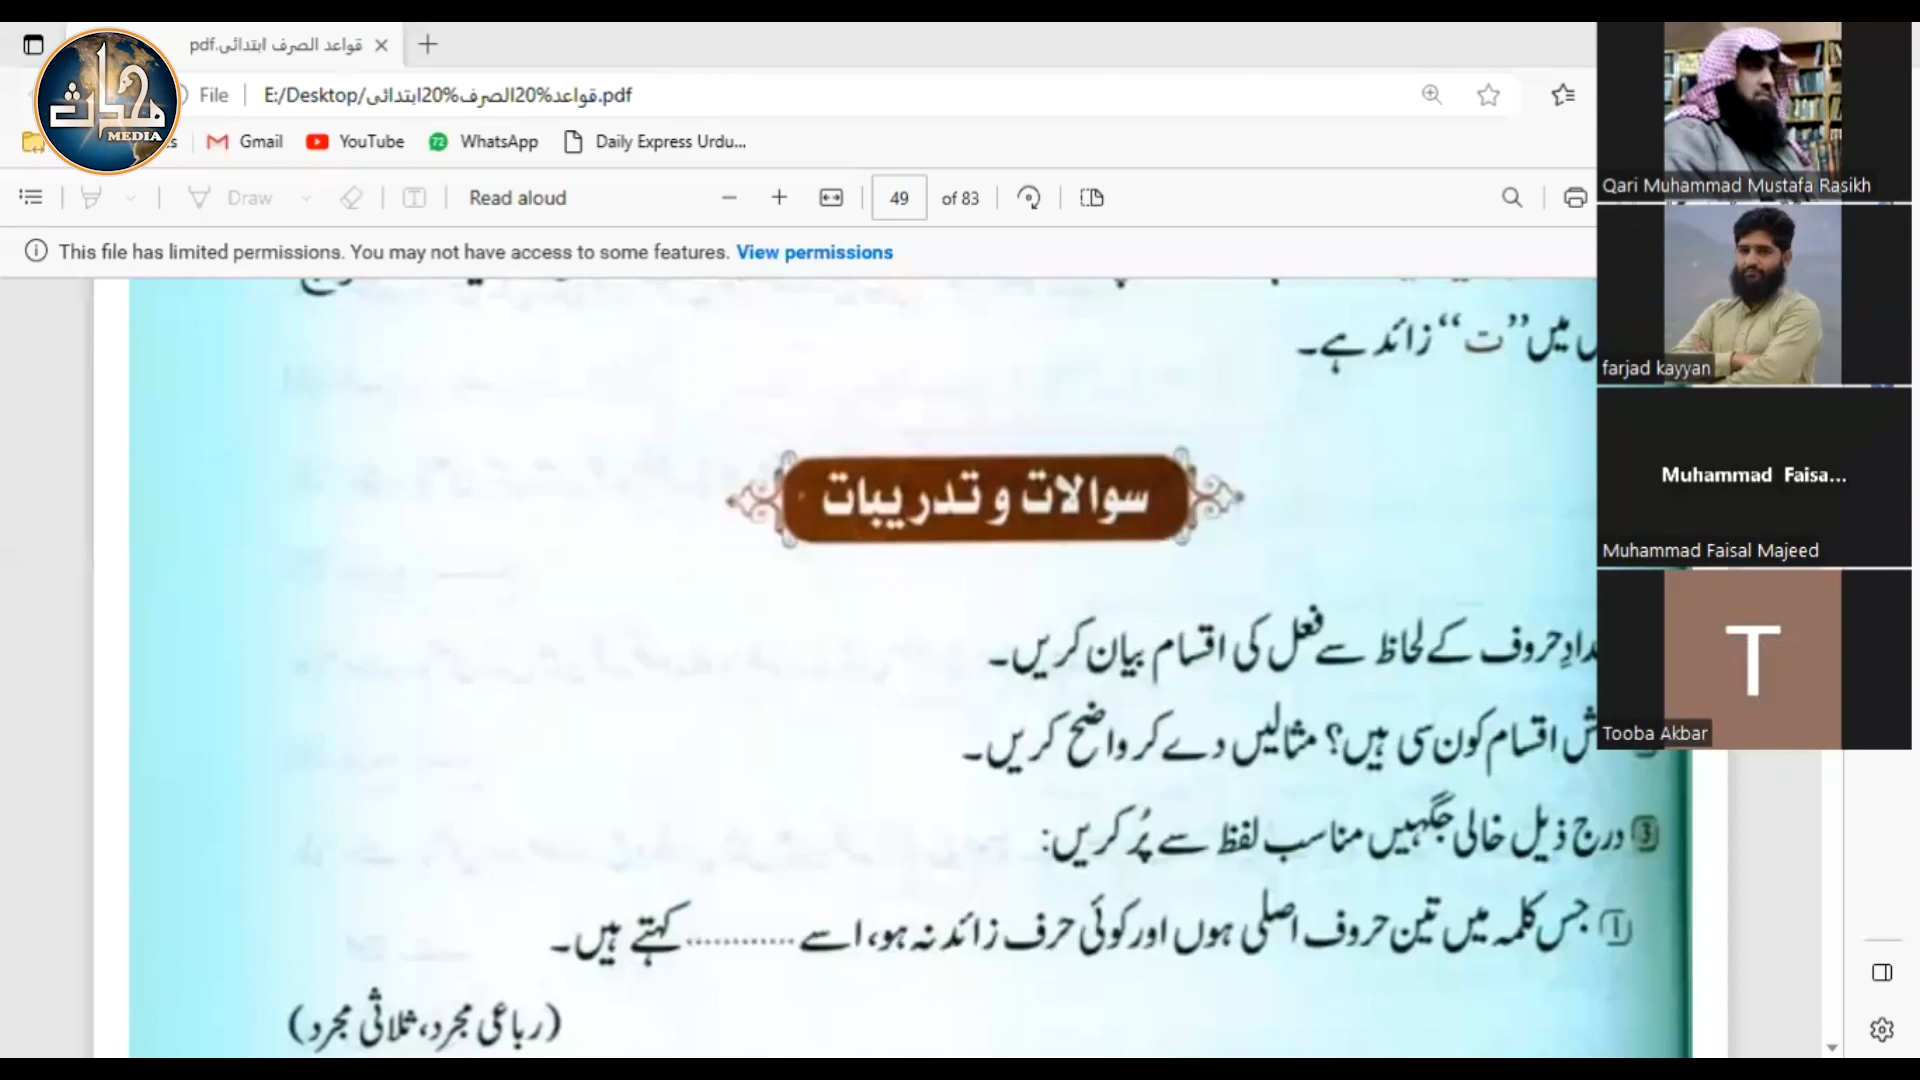 قواعد الصرف ابتدائی.pdf
محدث
MEDIA
File
E:/Desktop/قواعد%20الصرف%20ابتدائی.pdf
Gmail
YouTube
WhatsApp
Daily Express Urdu...
Draw
Read aloud
49
of 83
This file has limited permissions. You may not have access to some features. View permissions
میں ”ت“ زائد ہے۔
سوالات و تدریبات
حروف کے لحاظ سے فعل کی اقسام بیان کریں۔
اقسام کون سی ہیں؟ مثالیں دے کر واضح کریں۔
③ درج ذیل خالی جگہیں مناسب لفظ سے پُر کریں:
① جس کلمہ میں تین حروف اصلی ہوں اور کوئی حرف زائد نہ ہو، اسے ............ کہتے ہیں۔
(رباعی مجرد، ثلاثی مجرد)
Qari Muhammad Mustafa Rasikh
farjad kayyan
Muhammad Faisa...
Muhammad Faisal Majeed
T
Tooba Akbar